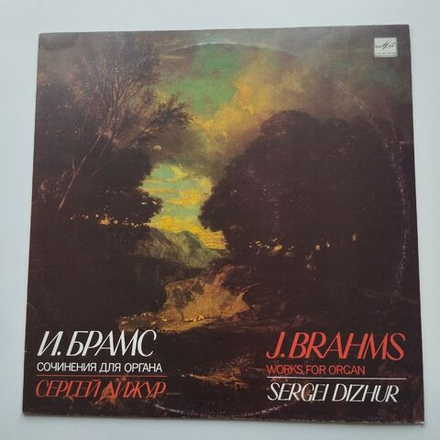 И. БРАМС
СОЧИНЕНИЯ ДЛЯ ОРГАНА
СЕРГЕЙ ДИЖУР
J. BRAHMS
WORKS FOR ORGAN
SERGEI DIZHUR